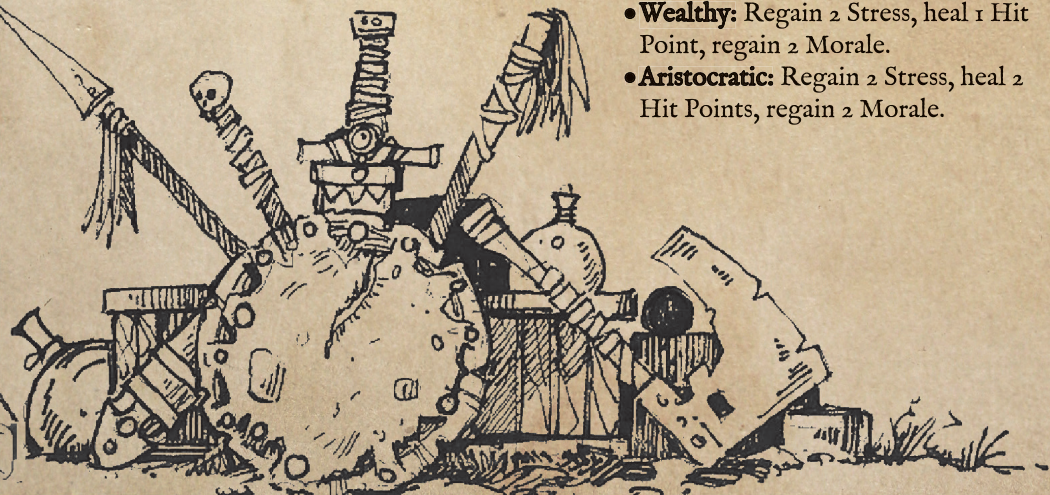 •Wealthy: Regain 2 Stress, heal 1 Hit
Point, regain 2 Morale.
•Aristocratic: Regain 2 Stress, heal 2
Hit Points, regain 2 Morale.